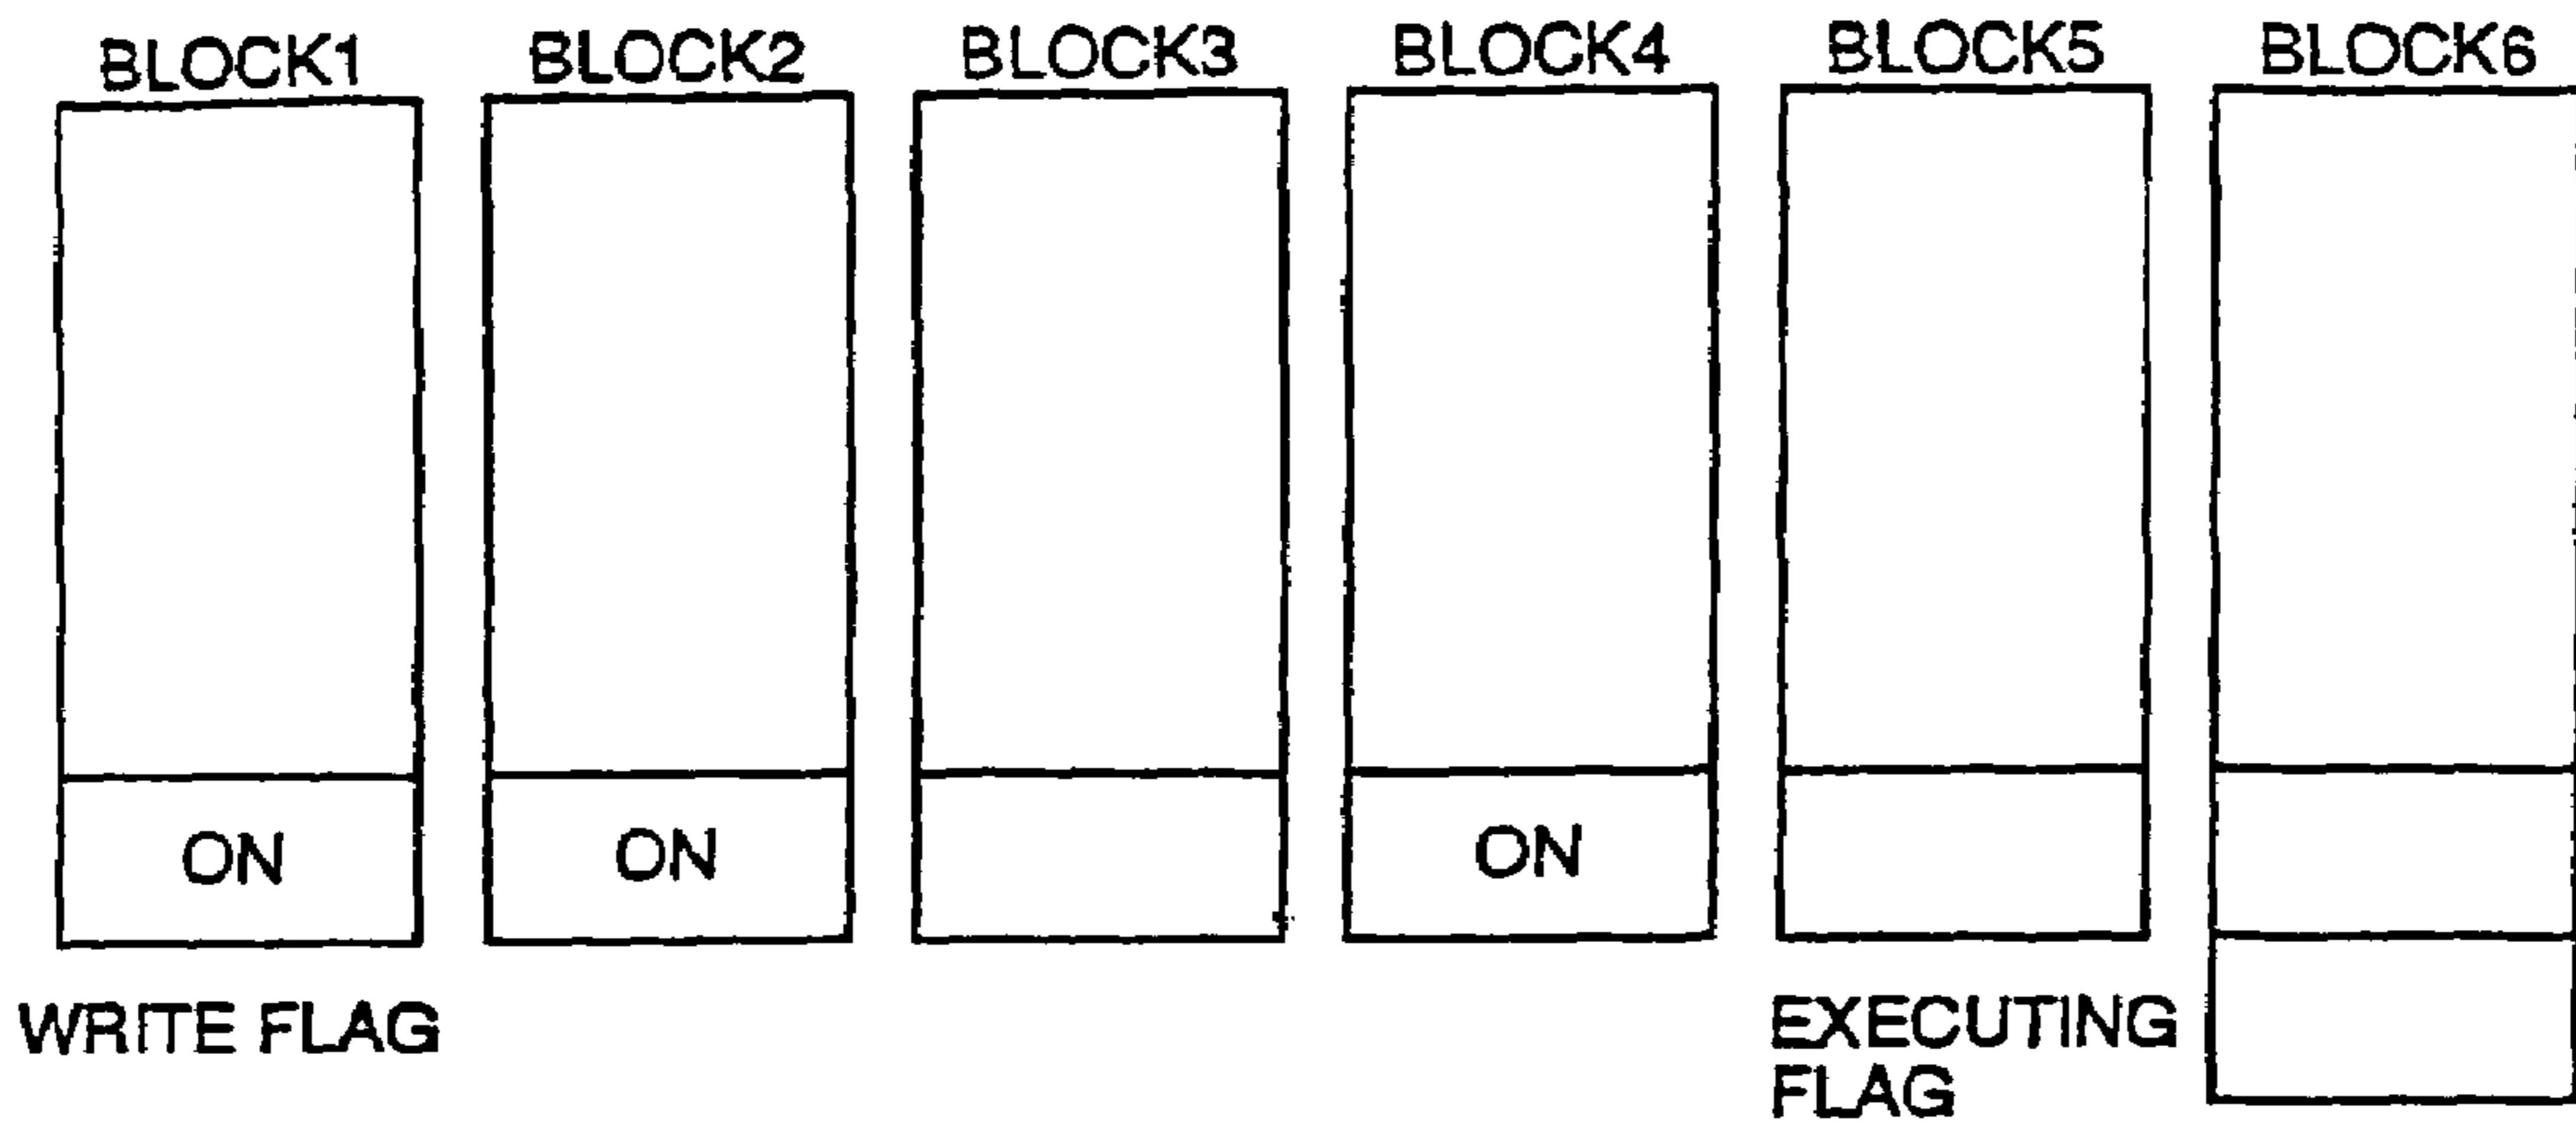 BLOCK1 BLOCK2 BLOCK3 BLOCK4 BLOCK5 BLOCK6
ON ON ON
WRITE FLAG EXECUTING
FLAG